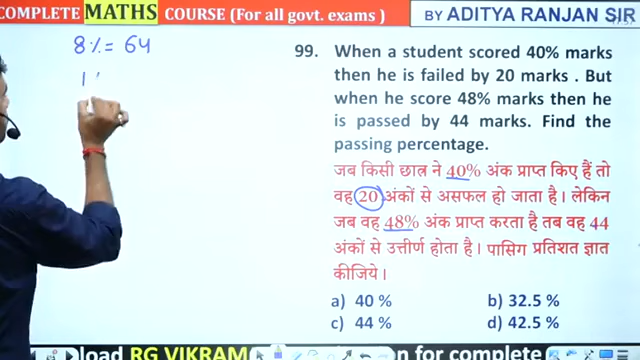 COMPLETE MATHS COURSE (For all govt. exams)
BY ADITYA RANJAN SIR
8% = 64
99. When a student scored 40% marks
then he is failed by 20 marks . But
when he score 48% marks then he
is passed by 44 marks. Find the
passing percentage.
जब किसी छात्र ने 40% अंक प्राप्त किए हैं तो
वह 20 अंकों से असफल हो जाता है। लेकिन
जब वह 48% अंक प्राप्त करता है तब वह 44
अंकों से उत्तीर्ण होता है। पासिग प्रतिशत ज्ञात
कीजिये।
a) 40 %
b) 32.5 %
c) 44 %
d) 42.5 %
load RG VIKRAM
on for complete